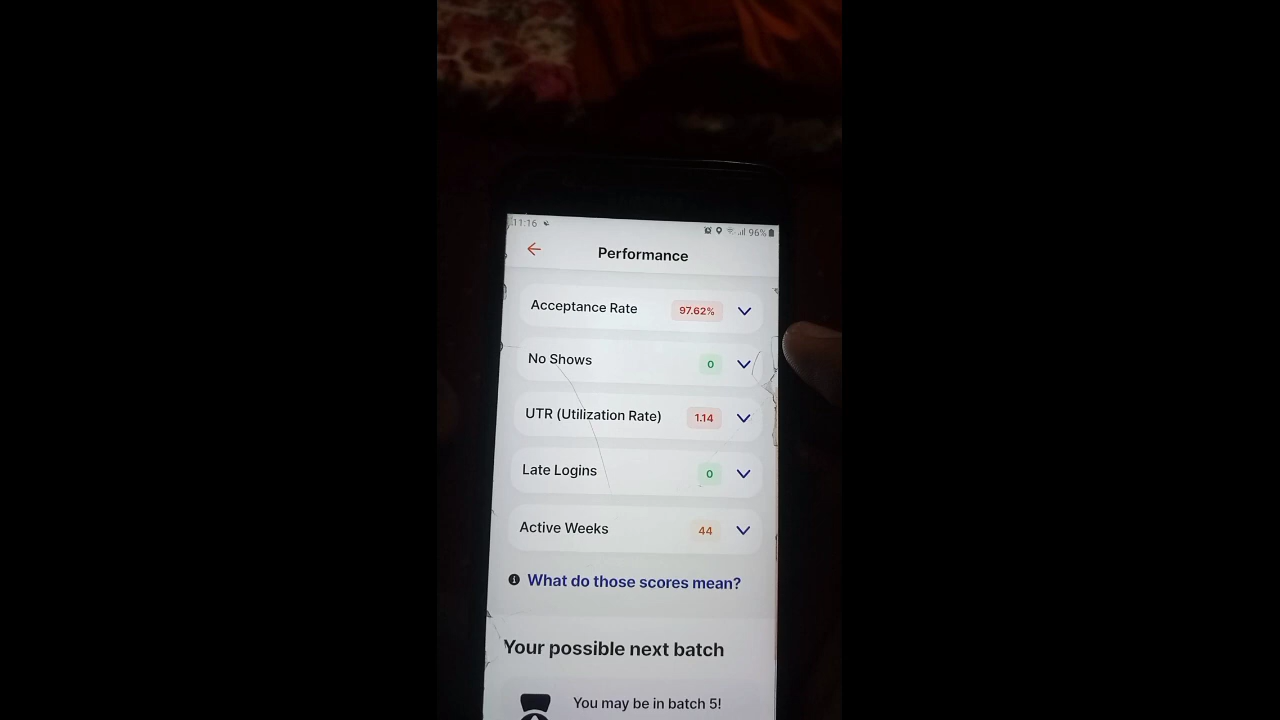 11:16 96%
Performance
Acceptance Rate 97.62%
No Shows 0
UTR (Utilization Rate) 1.14
Late Logins 0
Active Weeks 44
What do those scores mean?
Your possible next batch
You may be in batch 5!